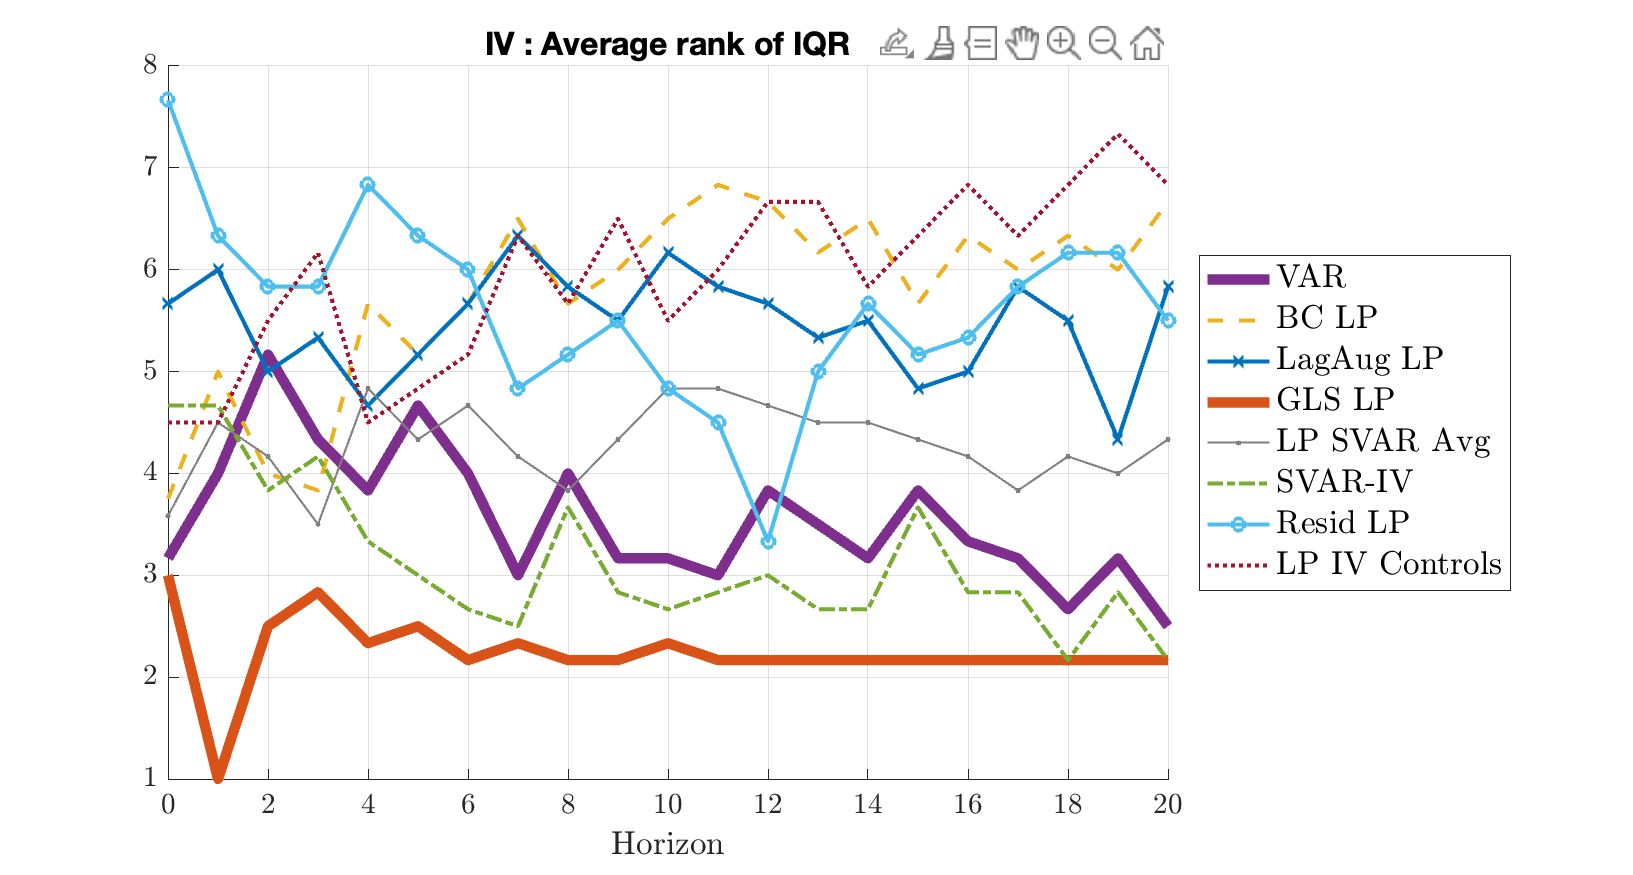 IV : Average rank of IQR
8
7
6
5
4
3
2
1
0 2 4 6 8 10 12 14 16 18 20
Horizon
VAR
BC LP
LagAug LP
GLS LP
LP SVAR Avg
SVAR-IV
Resid LP
LP IV Controls